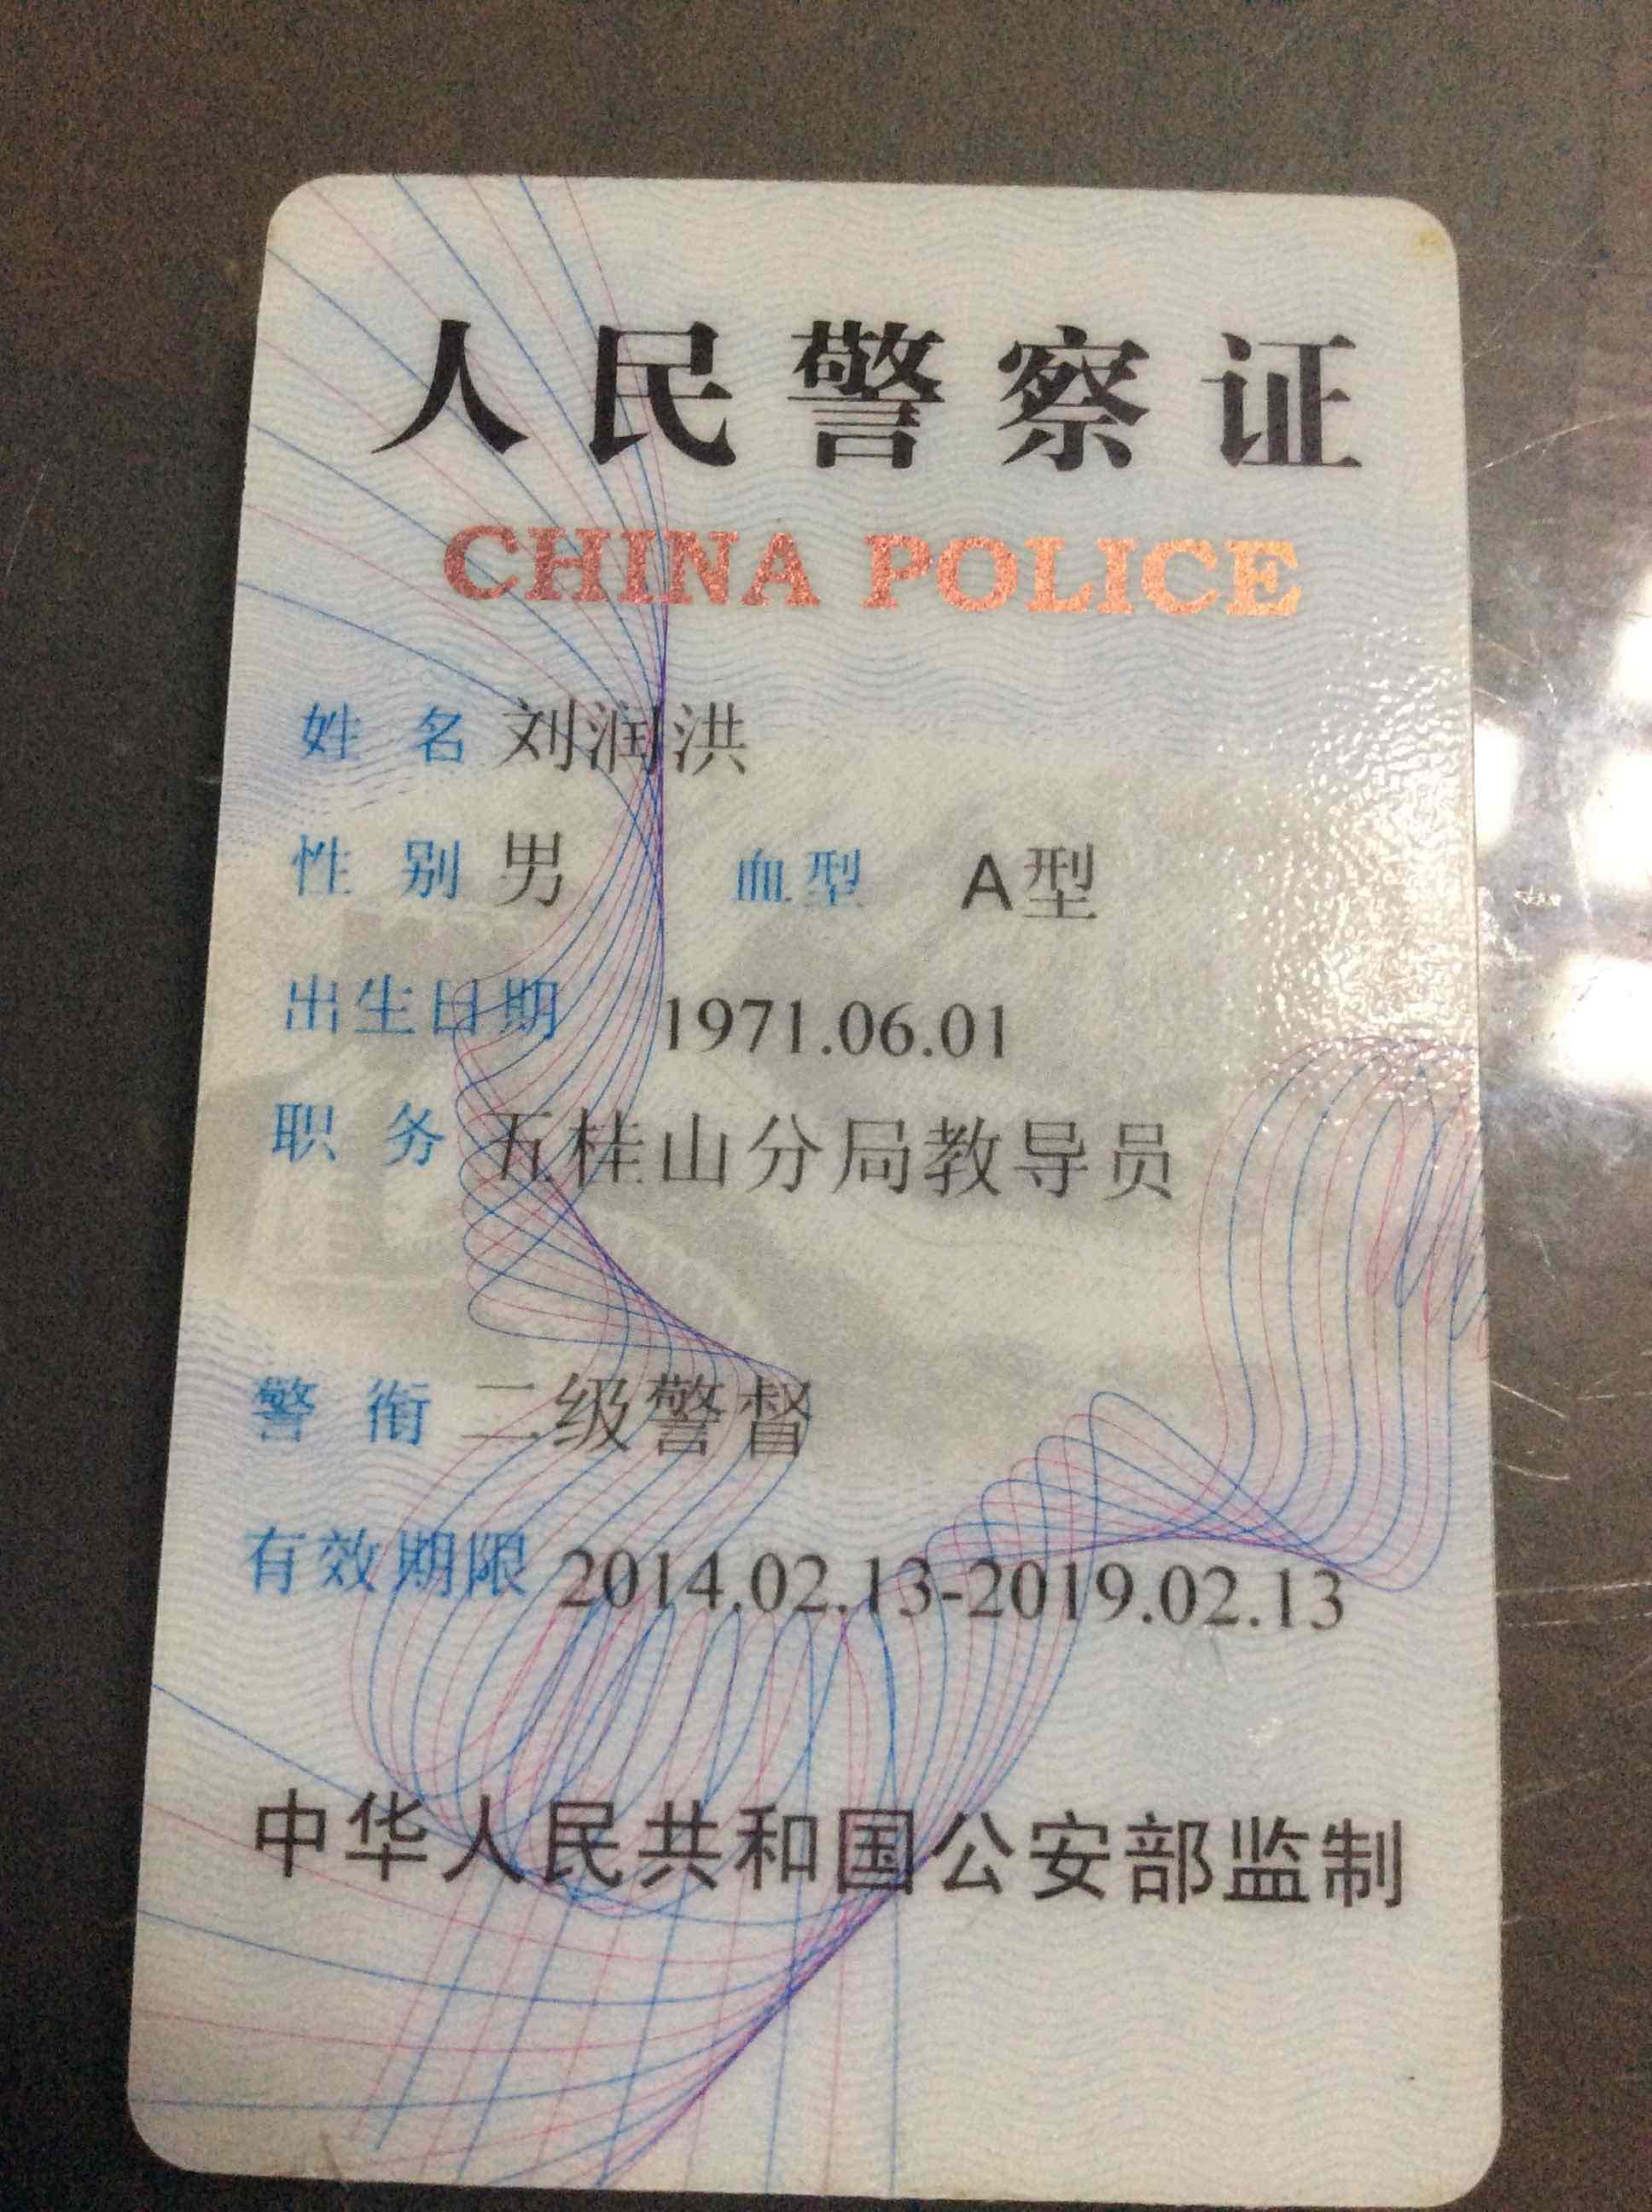 人民警察证
CHINA POLICE
姓 名 刘润洪
性 别 男 血型 A型
出生日期 1971.06.01
职 务 五桂山分局教导员
警 衔 二级警督
有效期限 2014.02.13-2019.02.13
中华人民共和国公安部监制